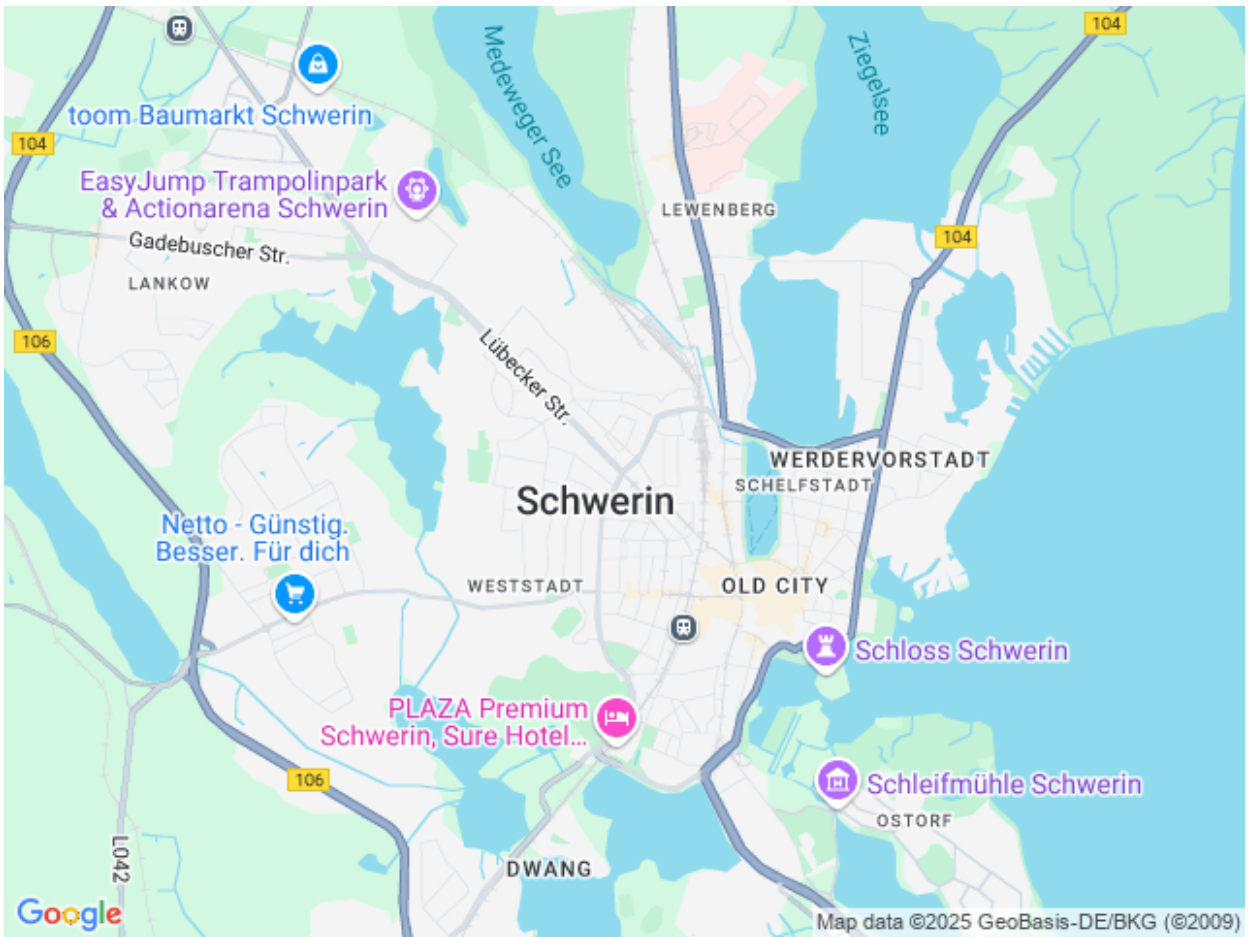 104
Medeweger See
Ziegelsee
toom Baumarkt Schwerin
104
EasyJump Trampolinpark
& Actionarena Schwerin
LEWENBERG
Gadebuscher Str.
104
LANKOW
106
Lübecker Str.
WERDERVORSTADT
SCHELFSTADT
Schwerin
Netto - Günstig.
Besser. Für dich
WESTSTADT
OLD CITY
Schloss Schwerin
PLAZA Premium
Schwerin, Sure Hotel...
106
Schleifmühle Schwerin
OSTORF
L042
DWANG
Google
Map data ©2025 GeoBasis-DE/BKG (©2009)